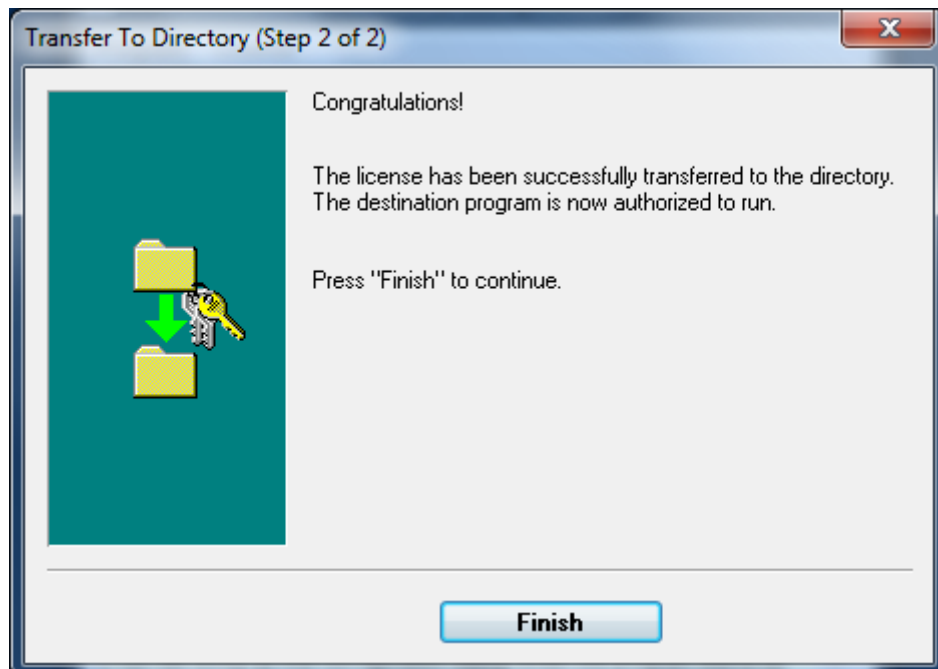 Transfer To Directory (Step 2 of 2)
Congratulations!
The license has been successfully transferred to the directory.
The destination program is now authorized to run.
Press "Finish" to continue.
Finish